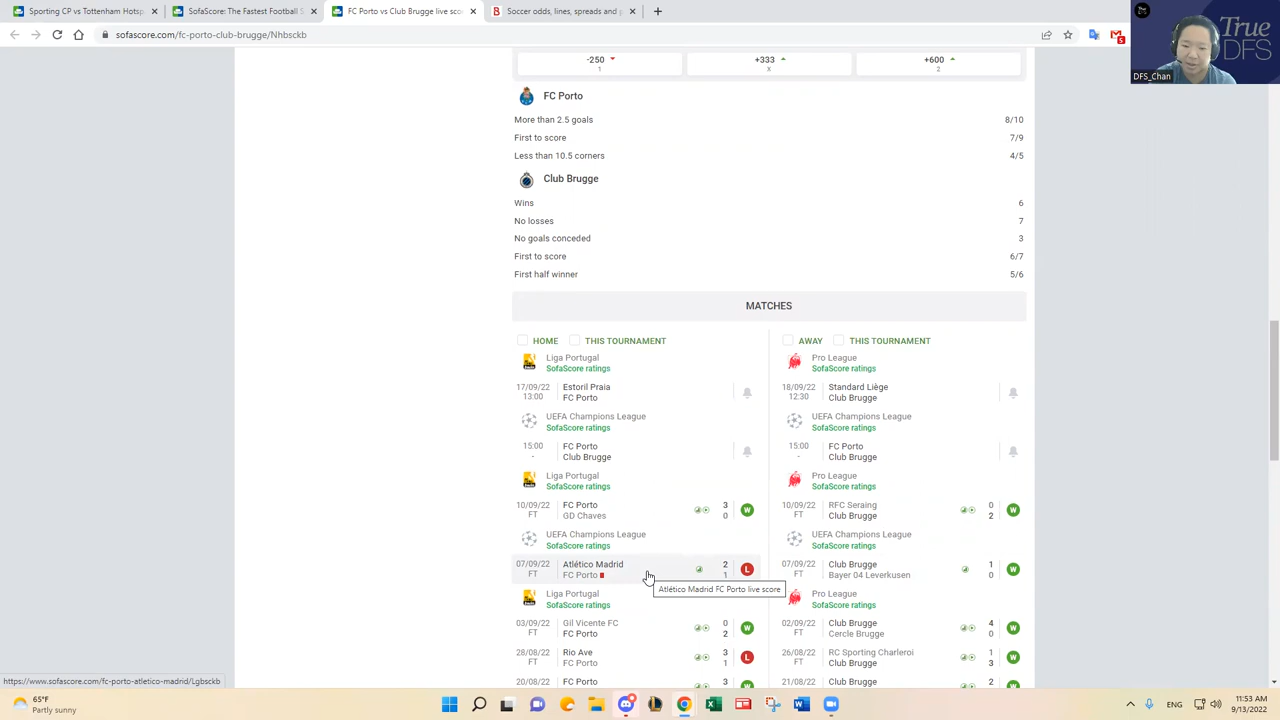 Sporting CP vs Tottenham Hotsp
SofaScore: The Fastest Football S
FC Porto vs Club Brugge live sco
Soccer odds, lines, spreads and p
sofascore.com/fc-porto-club-brugge/Nhbsckb
5
True
DFS
DFS_Chan
-250
1
+333
X
+600
2
FC Porto
More than 2.5 goals 8/10
First to score 7/9
Less than 10.5 corners 4/5
Club Brugge
Wins 6
No losses 7
No goals conceded 3
First to score 6/7
First half winner 5/6
MATCHES
HOME THIS TOURNAMENT
Liga Portugal
SofaScore ratings
17/09/22 Estoril Praia
13:00 FC Porto
UEFA Champions League
SofaScore ratings
15:00 FC Porto
- Club Brugge
Liga Portugal
SofaScore ratings
10/09/22 FC Porto 3
FT GD Chaves 0
W
UEFA Champions League
SofaScore ratings
07/09/22 Atlético Madrid 2
FT FC Porto 1
L
Atlético Madrid FC Porto live score
Liga Portugal
SofaScore ratings
03/09/22 Gil Vicente FC 0
FT FC Porto 2
W
28/08/22 Rio Ave 3
FT FC Porto 1
L
20/08/22 FC Porto 3
W
AWAY THIS TOURNAMENT
Pro League
SofaScore ratings
18/09/22 Standard Liège
12:30 Club Brugge
UEFA Champions League
SofaScore ratings
15:00 FC Porto
- Club Brugge
Pro League
SofaScore ratings
10/09/22 RFC Seraing 0
FT Club Brugge 2
W
UEFA Champions League
SofaScore ratings
07/09/22 Club Brugge 1
FT Bayer 04 Leverkusen 0
W
Pro League
SofaScore ratings
02/09/22 Club Brugge 4
FT Cercle Brugge 0
W
26/08/22 RC Sporting Charleroi 1
FT Club Brugge 3
W
21/08/22 Club Brugge 2
W
https://www.sofascore.com/fc-porto-atletico-madrid/Lgbsckb
65°F
Partly sunny
ENG
11:53 AM
9/13/2022